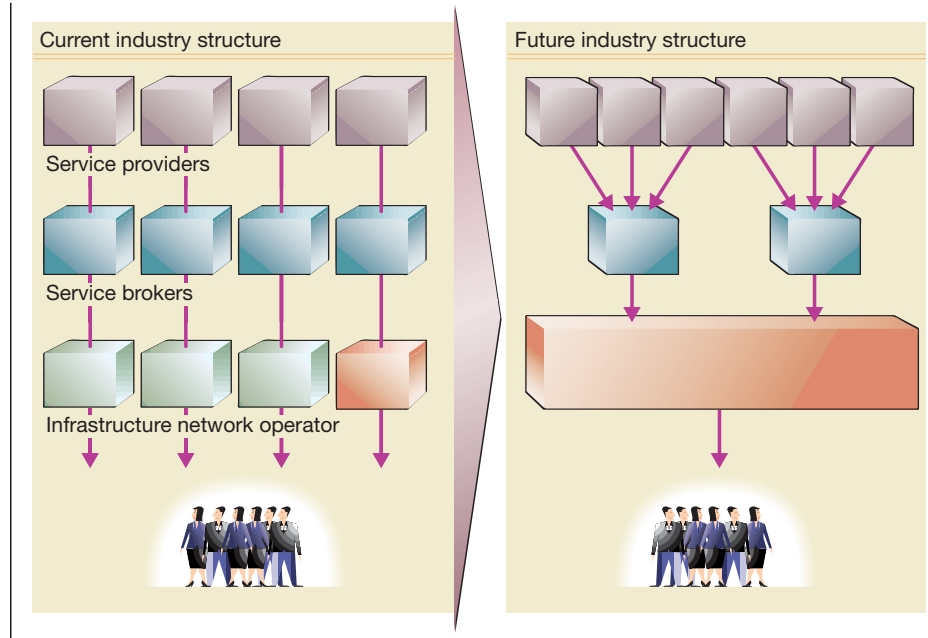 Current industry structure
Service providers
Service brokers
Infrastructure network operator
Future industry structure